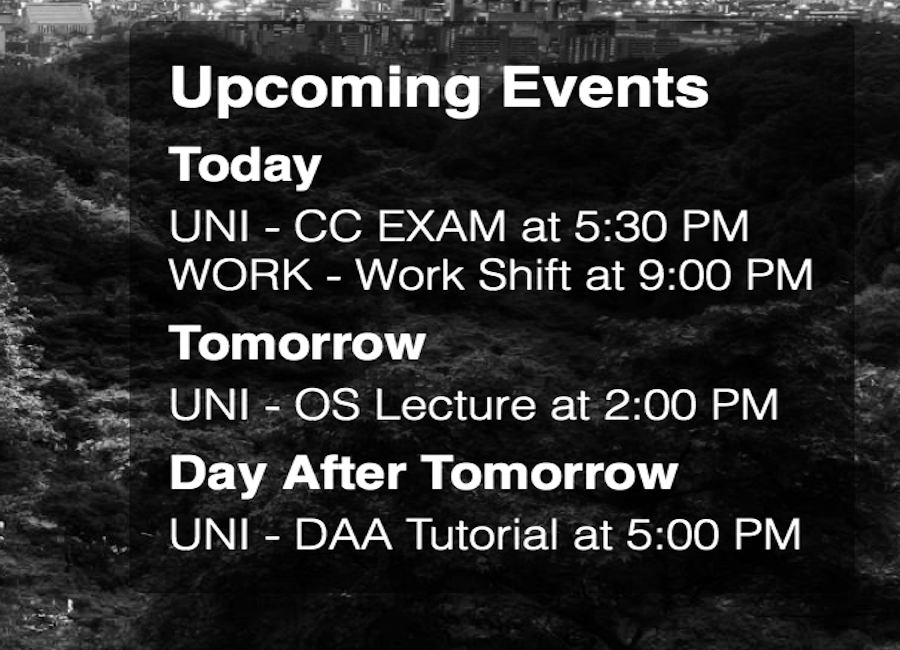 Upcoming Events
Today
UNI - CC EXAM at 5:30 PM
WORK - Work Shift at 9:00 PM
Tomorrow
UNI - OS Lecture at 2:00 PM
Day After Tomorrow
UNI - DAA Tutorial at 5:00 PM